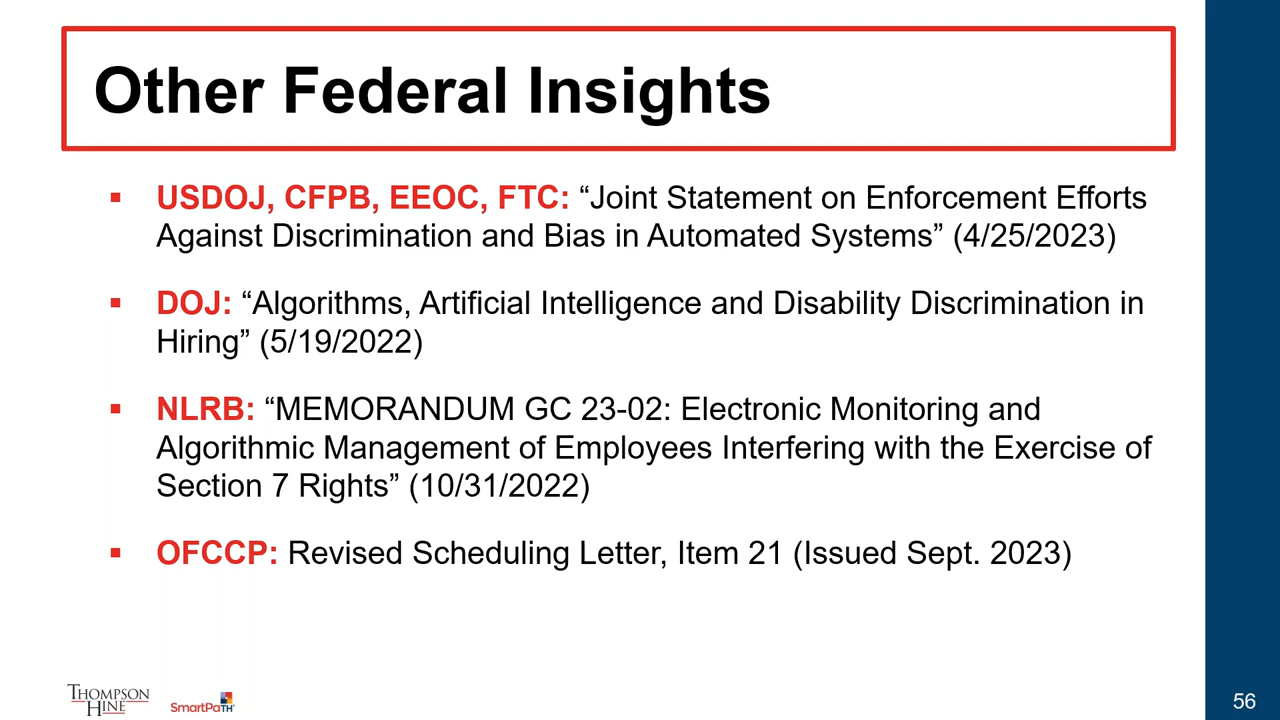 Other Federal Insights
▪ USDOJ, CFPB, EEOC, FTC: “Joint Statement on Enforcement Efforts
Against Discrimination and Bias in Automated Systems” (4/25/2023)
▪ DOJ: “Algorithms, Artificial Intelligence and Disability Discrimination in
Hiring” (5/19/2022)
▪ NLRB: “MEMORANDUM GC 23-02: Electronic Monitoring and
Algorithmic Management of Employees Interfering with the Exercise of
Section 7 Rights” (10/31/2022)
▪ OFCCP: Revised Scheduling Letter, Item 21 (Issued Sept. 2023)
THOMPSON
HINE
SmartPaTH
56